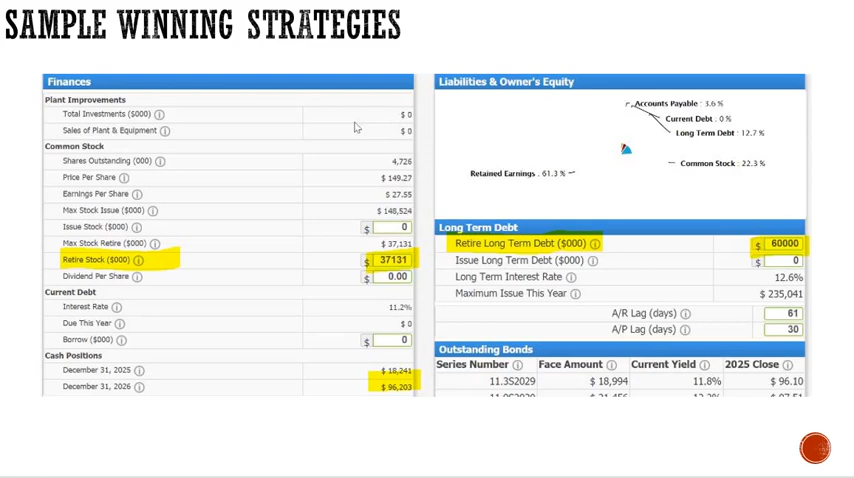 SAMPLE WINNING STRATEGIES
Finances
Plant Improvements
Total Investments ($000) $ 0
Sales of Plant & Equipment $ 0
Common Stock
Shares Outstanding (000) 4,726
Price Per Share $ 149.27
Earnings Per Share $ 27.55
Max Stock Issue ($000) $ 148,524
Issue Stock ($000) $ 0
Max Stock Retire ($000) $ 37,131
Retire Stock ($000) $ 37131
Dividend Per Share $ 0.00
Current Debt
Interest Rate 11.2%
Due This Year $ 0
Borrow ($000) $ 0
Cash Positions
December 31, 2025 $ 18,241
December 31, 2026 $ 96,203
Liabilities & Owner's Equity
Accounts Payable : 3.6 %
Current Debt : 0 %
Long Term Debt : 12.7 %
Common Stock : 22.3 %
Retained Earnings : 61.3 %
Long Term Debt
Retire Long Term Debt ($000) $ 60000
Issue Long Term Debt ($000) $ 0
Long Term Interest Rate 12.6%
Maximum Issue This Year $ 235,041
A/R Lag (days) 61
A/P Lag (days) 30
Outstanding Bonds
Series Number Face Amount Current Yield 2025 Close
11.3S2029 $ 18,994 11.8% $ 96.10